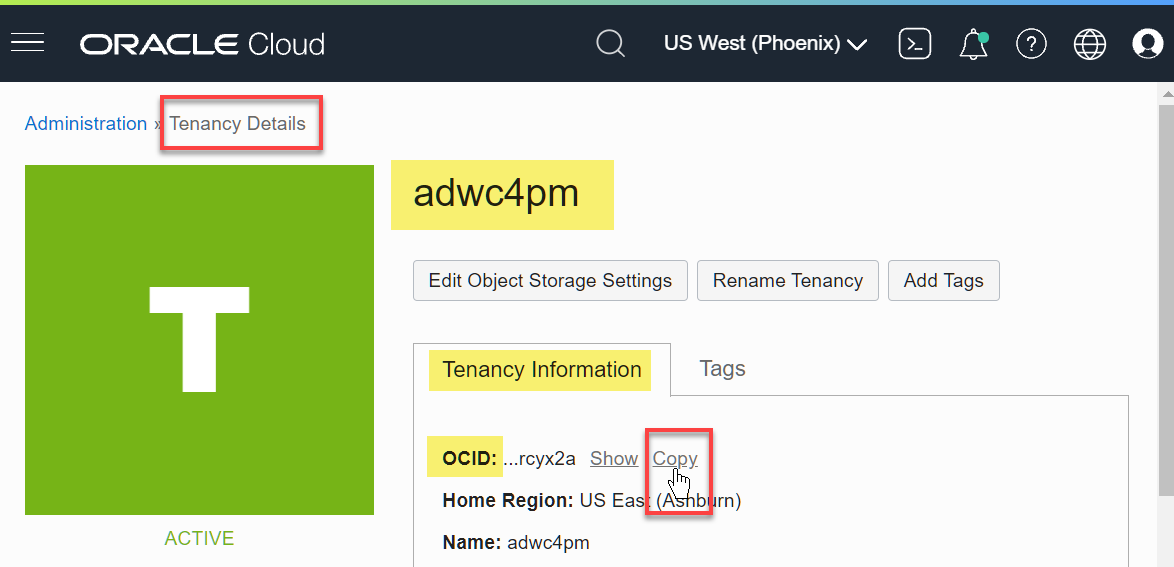 ORACLE Cloud US West (Phoenix)
Administration » Tenancy Details
T
adwc4pm
Edit Object Storage Settings Rename Tenancy Add Tags
Tenancy Information Tags
OCID: ...rcyx2a Show Copy
Home Region: US East (Ashburn)
Name: adwc4pm
ACTIVE